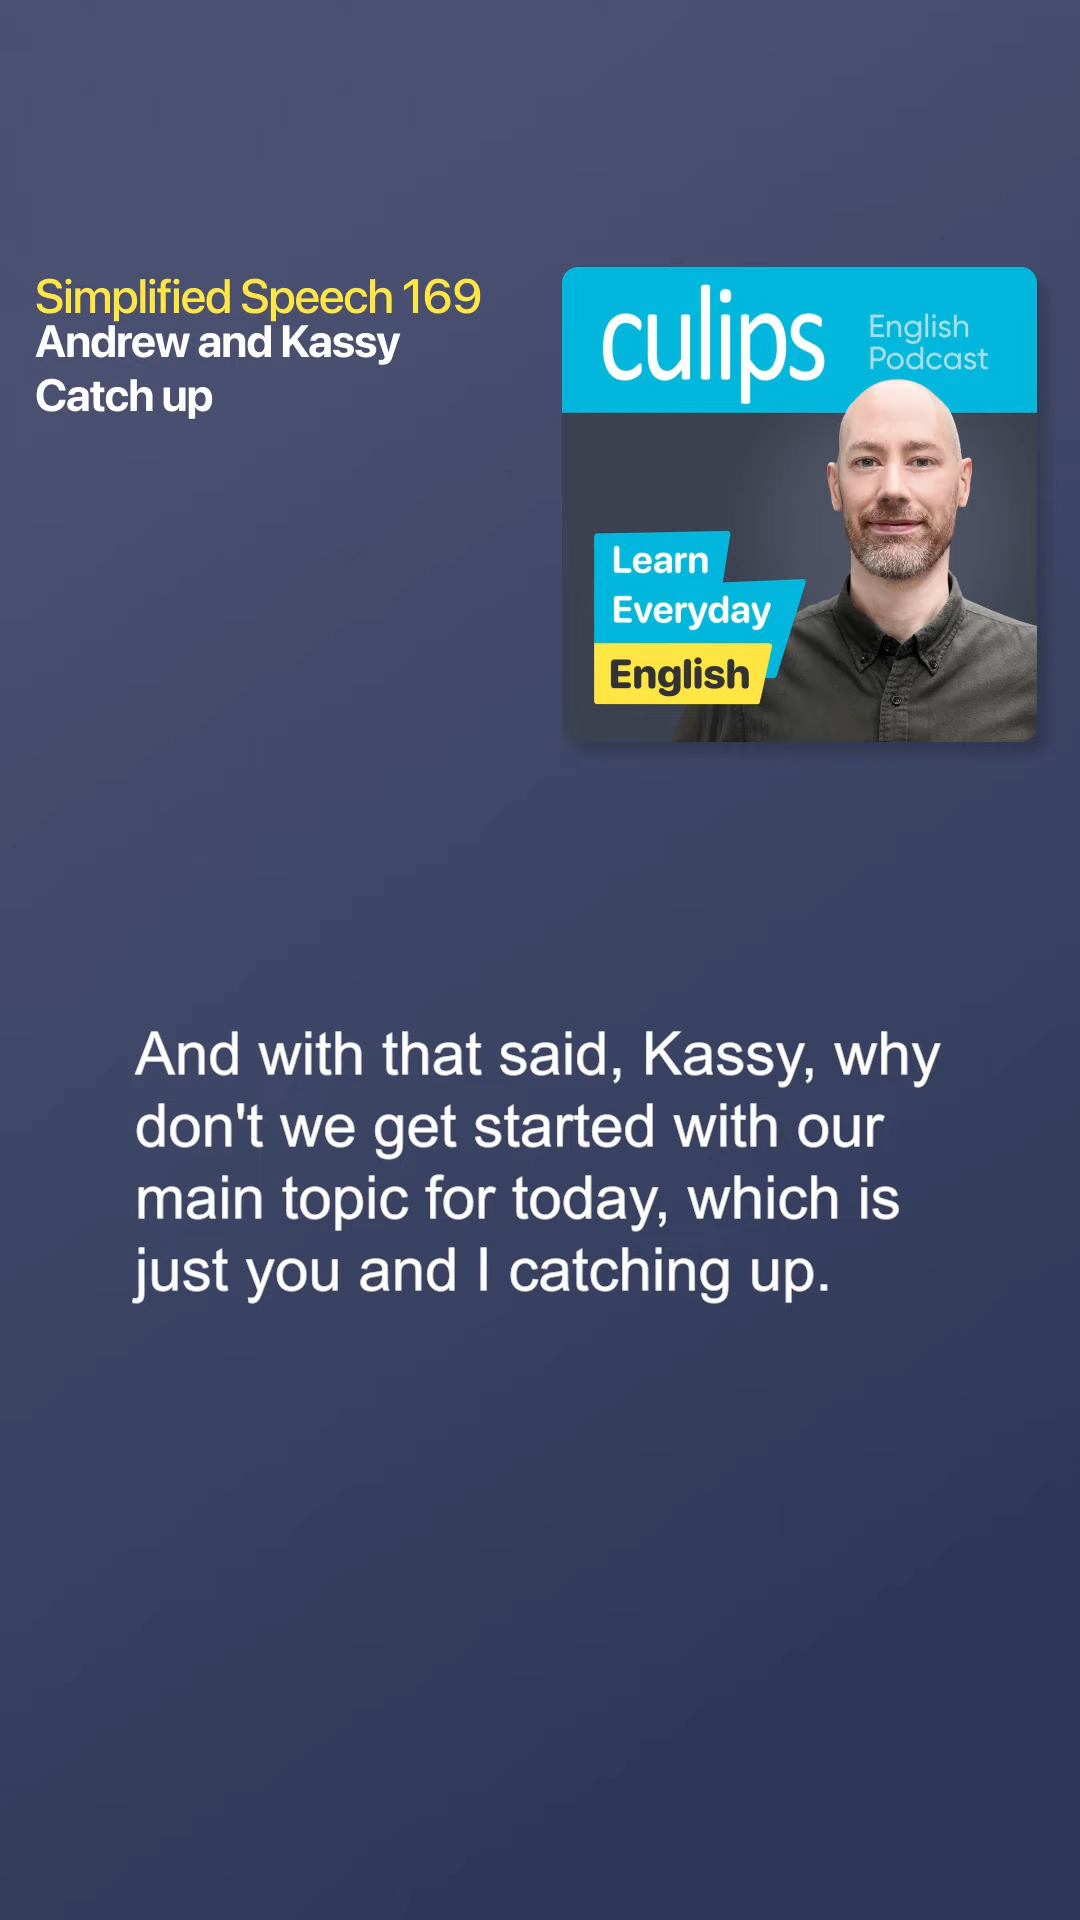 Simplified Speech 169
Andrew and Kassy
Catch up
culips
English
Podcast
Learn
Everyday
English
And with that said, Kassy, why
don't we get started with our
main topic for today, which is
just you and I catching up.